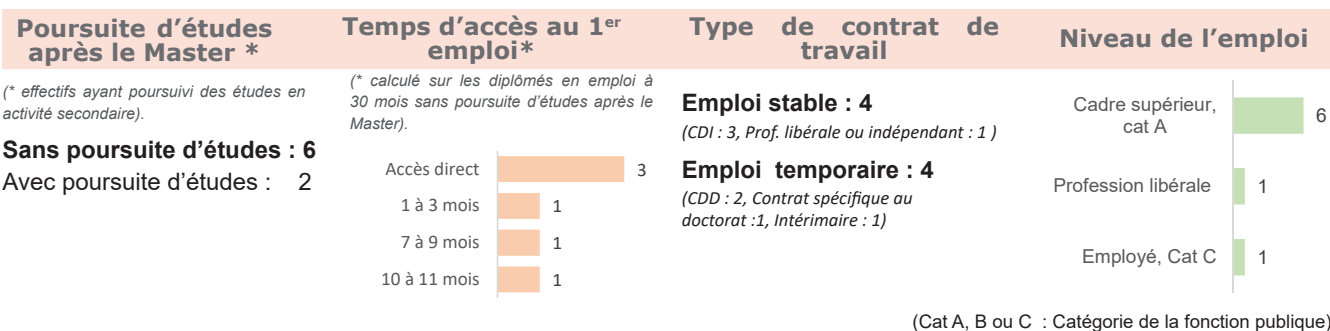 Poursuite d’études
après le Master *
(* effectifs ayant poursuivi des études en
activité secondaire).
Sans poursuite d’études : 6
Avec poursuite d’études : 2
Temps d’accès au 1er
emploi*
(* calculé sur les diplômés en emploi à
30 mois sans poursuite d’études après le
Master).
Accès direct 3
1 à 3 mois 1
7 à 9 mois 1
10 à 11 mois 1
Type de contrat de
travail
Emploi stable : 4
(CDI : 3, Prof. libérale ou indépendant : 1 )
Emploi temporaire : 4
(CDD : 2, Contrat spécifique au
doctorat :1, Intérimaire : 1)
Niveau de l’emploi
Cadre supérieur,
cat A 6
Profession libérale 1
Employé, Cat C 1
(Cat A, B ou C : Catégorie de la fonction publique)